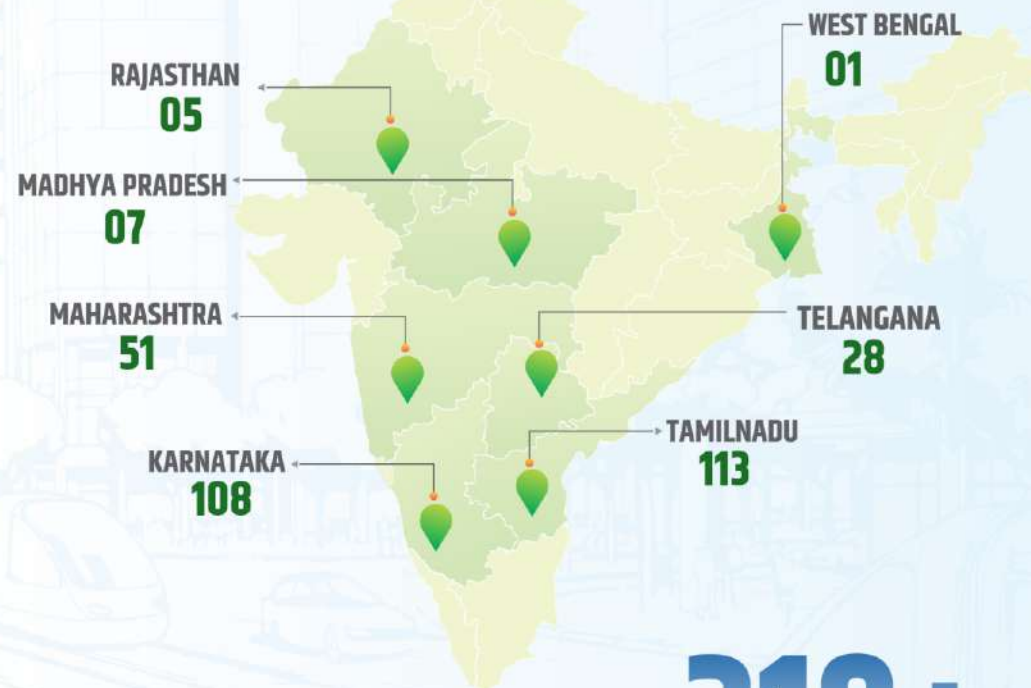 WEST BENGAL
01
RAJASTHAN
05
MADHYA PRADESH
07
MAHARASHTRA
51
TELANGANA
28
TAMILNADU
113
KARNATAKA
108